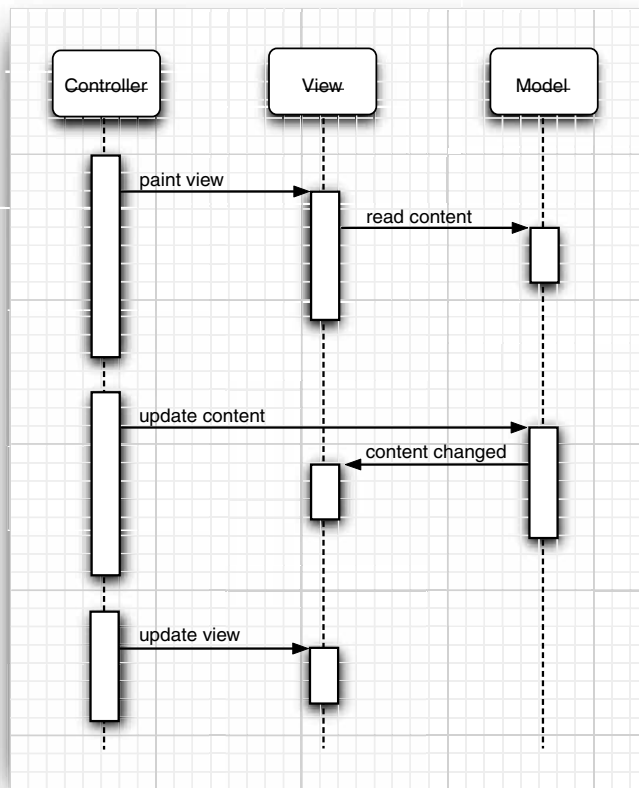 Controller
View
Model
paint view
read content
update content
content changed
update view